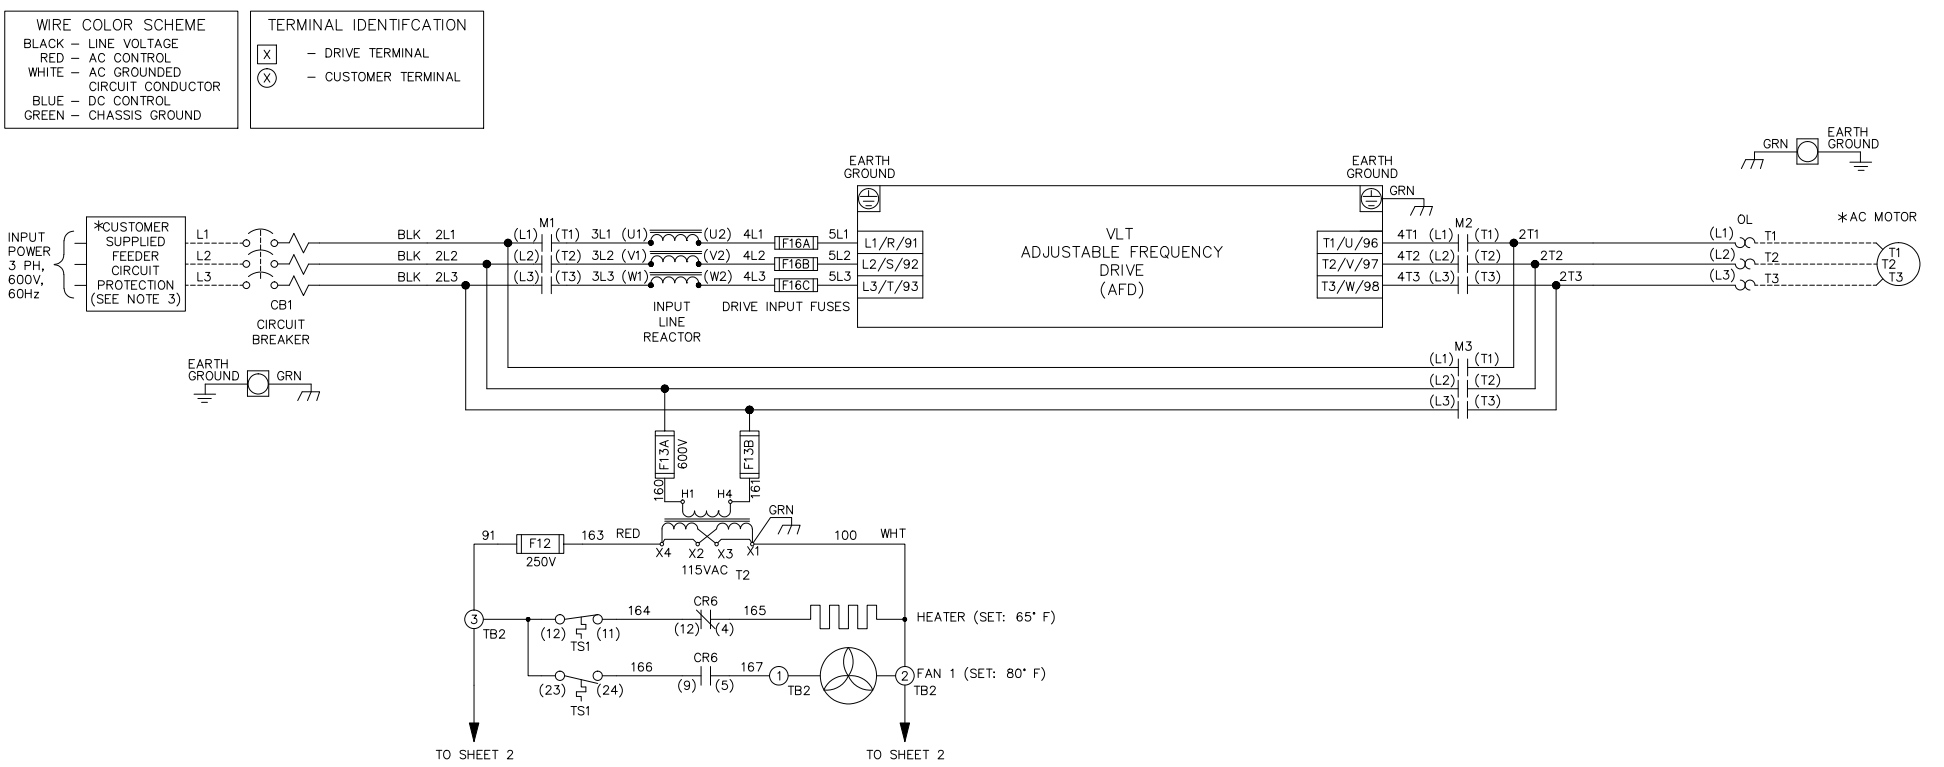 WIRE COLOR SCHEME
BLACK – LINE VOLTAGE
RED – AC CONTROL
WHITE – AC GROUNDED
CIRCUIT CONDUCTOR
BLUE – DC CONTROL
GREEN – CHASSIS GROUND
TERMINAL IDENTIFCATION
X – DRIVE TERMINAL
X – CUSTOMER TERMINAL
INPUT
POWER
3 PH,
600V,
60Hz
*CUSTOMER
SUPPLIED
FEEDER
CIRCUIT
PROTECTION
(SEE NOTE 3)
L1
L2
L3
CB1
CIRCUIT
BREAKER
EARTH
GROUND
GRN
M1
BLK 2L1 (L1) (T1) 3L1 (U1) (U2) 4L1 F16A 5L1 L1/R/91
BLK 2L2 (L2) (T2) 3L2 (V1) (V2) 4L2 F16B 5L2 L2/S/92
BLK 2L3 (L3) (T3) 3L3 (W1) (W2) 4L3 F16C 5L3 L3/T/93
INPUT
LINE
REACTOR
DRIVE INPUT FUSES
EARTH
GROUND
VLT
ADJUSTABLE FREQUENCY
DRIVE
(AFD)
EARTH
GROUND
GRN
M2
T1/U/96 4T1 (L1) (T1) 2T1
T2/V/97 4T2 (L2) (T2) 2T2
T3/W/98 4T3 (L3) (T3) 2T3
GRN
EARTH
GROUND
OL
*AC MOTOR
(L1) T1
(L2) T2
(L3) T3
T1
T2
T3
M3
(L1) (T1)
(L2) (T2)
(L3) (T3)
F13A
600V
F13B
160
161
H1 H4
GRN
91 F12 163 RED
250V
X4 X2 X3 X1
100 WHT
115VAC T2
3
TB2
(12) (11)
TS1
164
CR6
(12) (4)
165
HEATER (SET: 65° F)
(23) (24)
TS1
166
CR6
(9) (5)
167
1
TB2
2
TB2
FAN 1 (SET: 80° F)
TO SHEET 2
TO SHEET 2